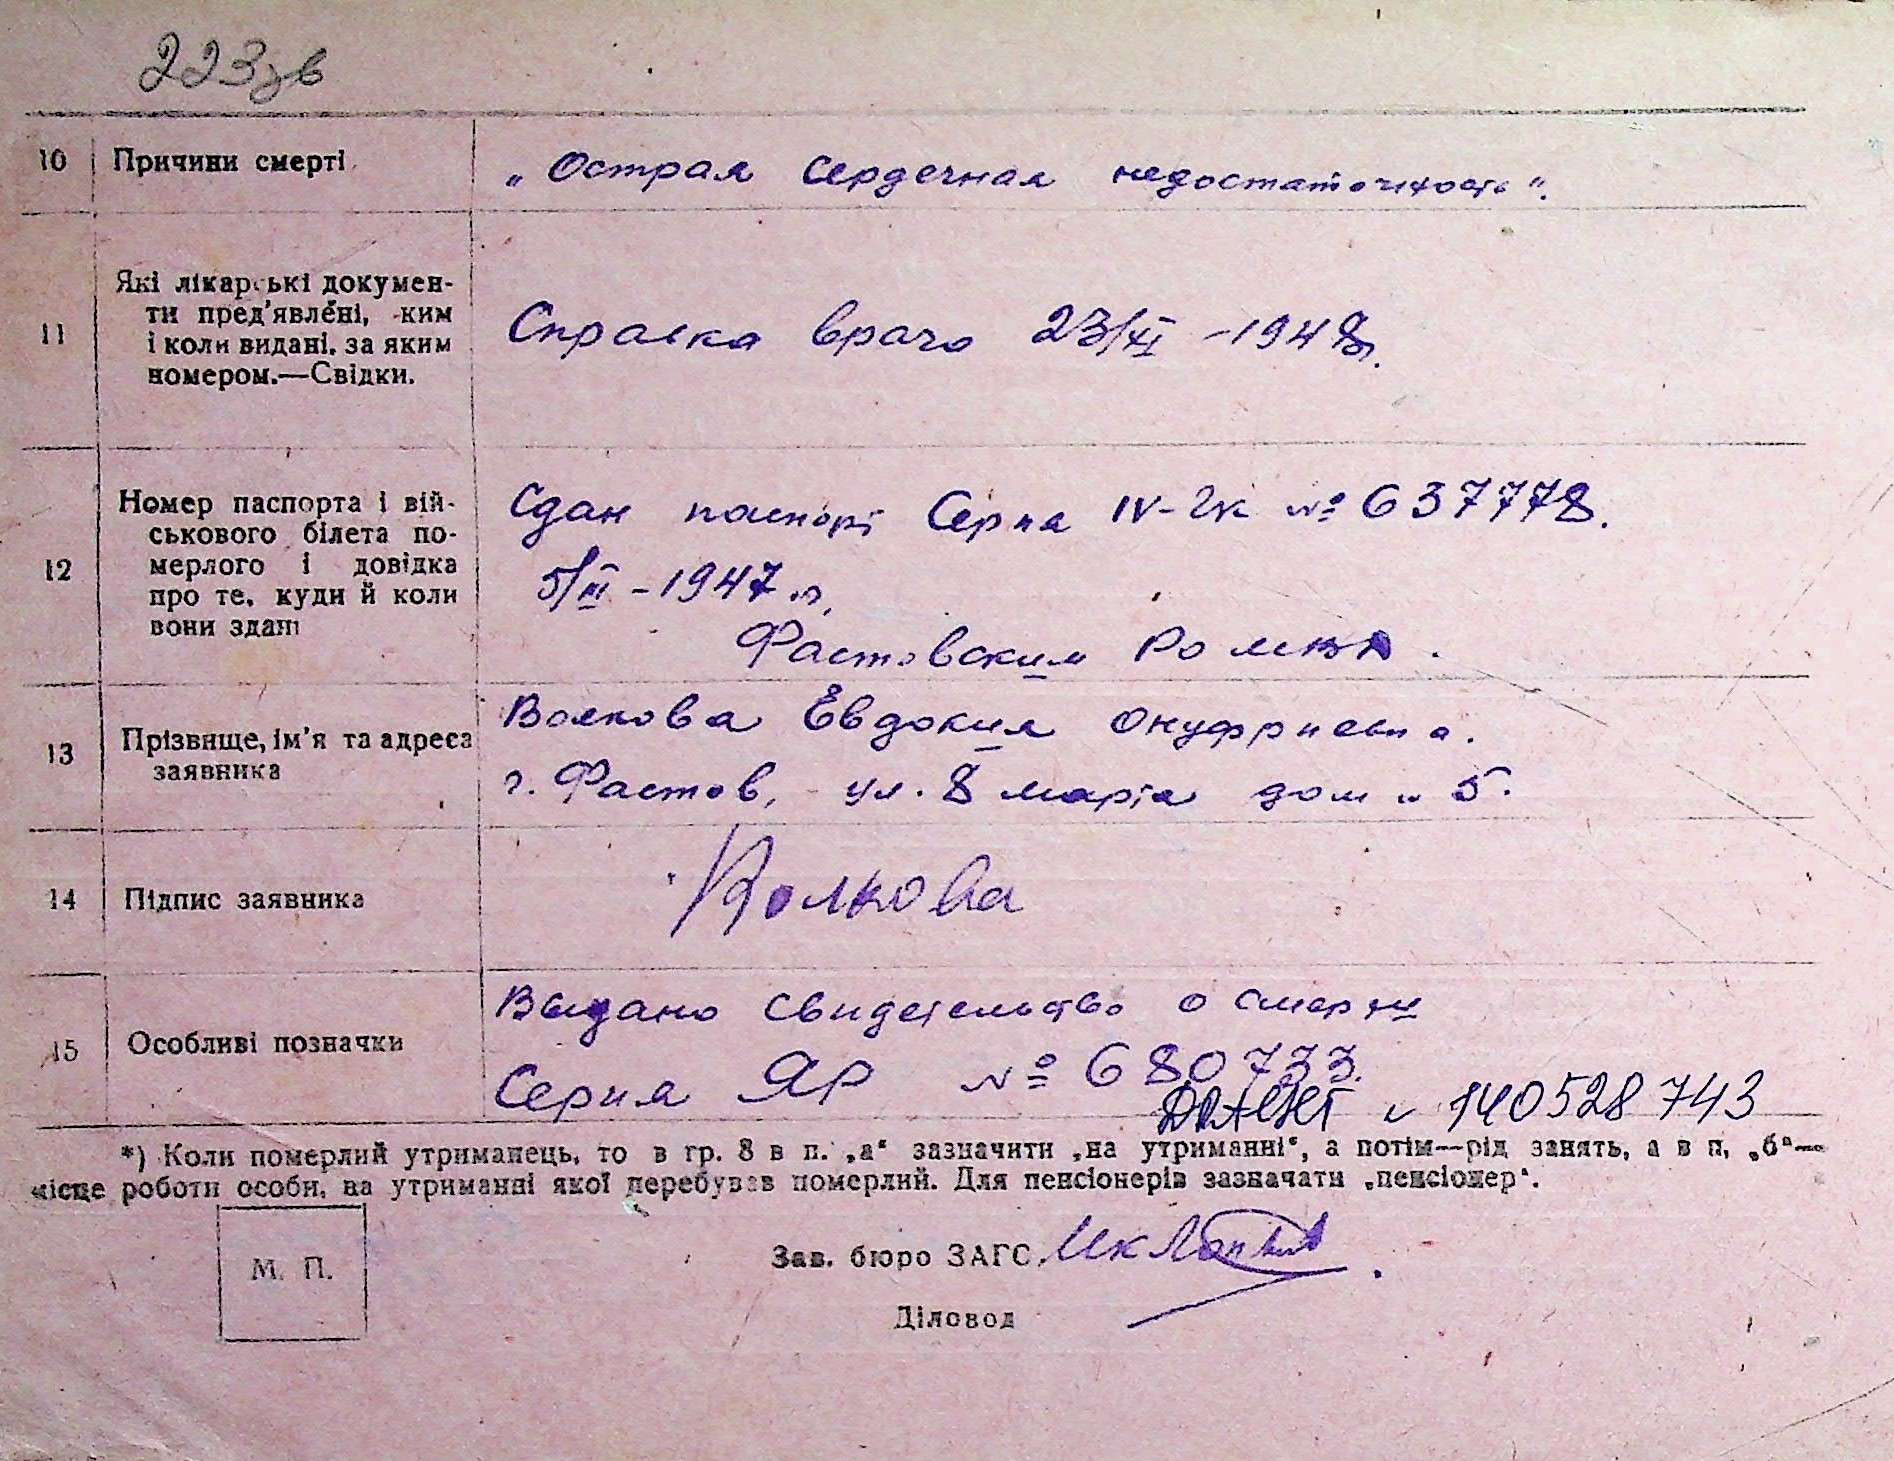 223зв
10 Причини смерті „Острая Сердечная недостаточность“.
11 Які лікарські докумен-
ти пред'явлені, ким
і коли видані, за яким
номером.—Свідки.
Справка врача 23/XI - 1948г.
12 Номер паспорта і вій-
ськового білета по-
мерлого і довідка
про те, куди й коли
вони здані
Сдан паспорт Серия IV-ЧК № 637778.
5/III - 1947 г.
Фастовским РО
13 Прізвище, ім'я та адреса
заявника
Волкова Евдокия Онуфриевна.
г. Фастов, ул. 8 марта дом № 5.
14 Підпис заявника Волкова
15 Особливі позначки
Выдано Свидетельство о смерти
Серия ЯР № 680733.
140528743
*) Коли померлий утриманець, то в гр. 8 в п. „а“ зазначити „на утриманні“, а потім—рід занять, а в п. „б“—
місце роботи особи, на утриманні якої перебував померлий. Для пенсіонерів зазначати „пенсіонер“.
М. П.
Зав. бюро ЗАГС
Діловод